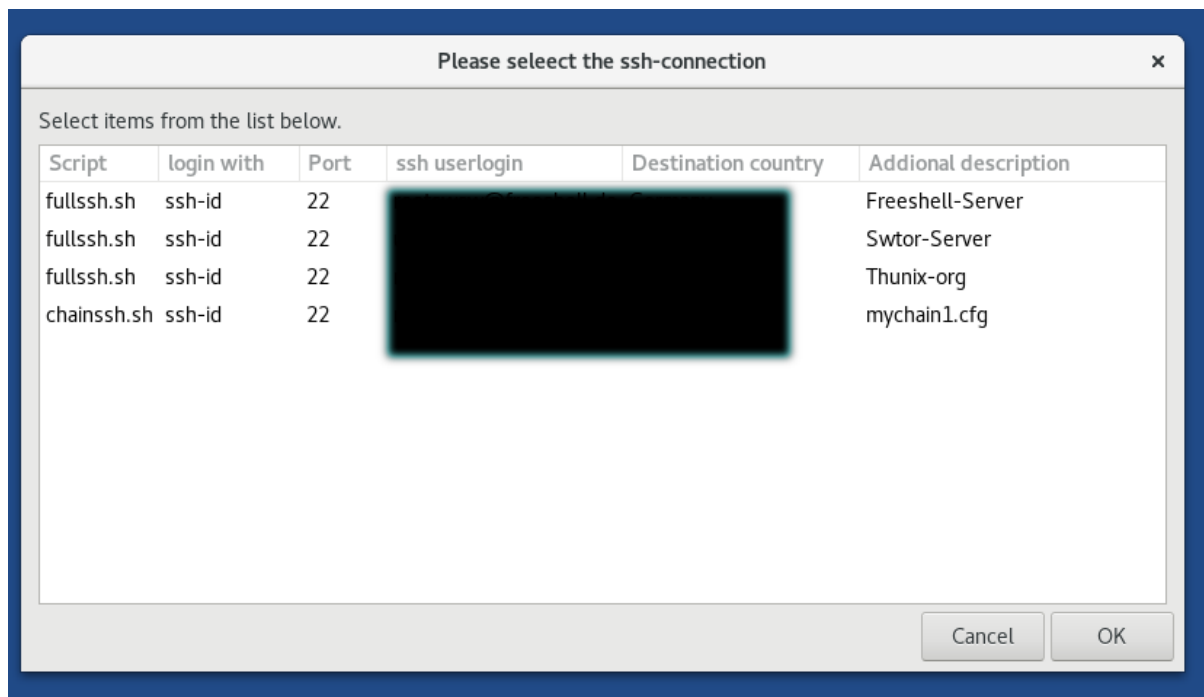 Please seleect the ssh-connection ×
Select items from the list below.
Script login with Port ssh userlogin Destination country Addional description
fullssh.sh ssh-id 22 Freeshell-Server
fullssh.sh ssh-id 22 Swtor-Server
fullssh.sh ssh-id 22 Thunix-org
chainssh.sh ssh-id 22 mychain1.cfg
Cancel OK